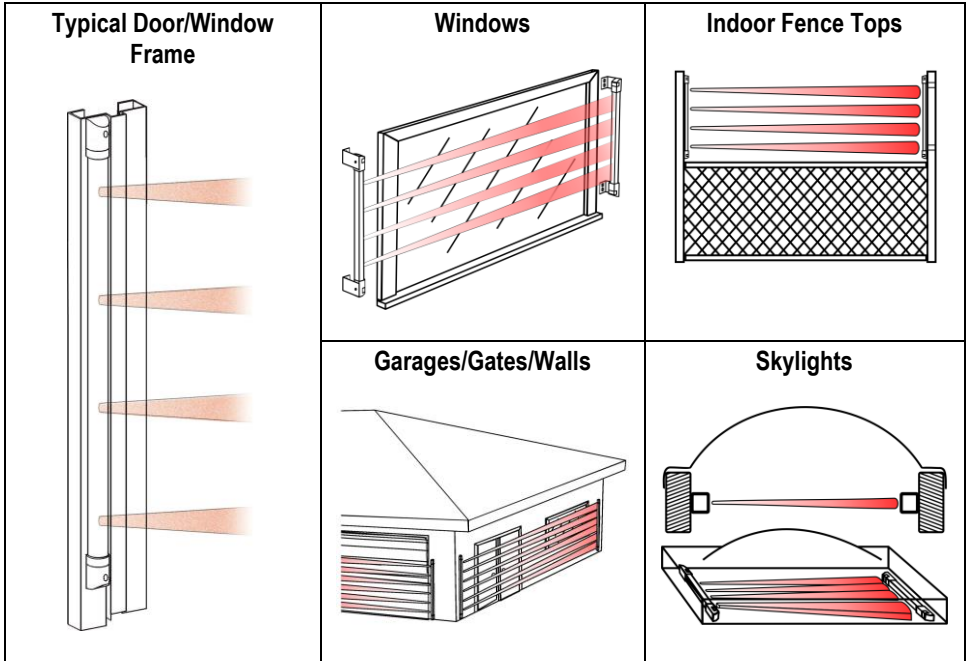 Typical Door/Window
Frame
Windows
Indoor Fence Tops
Garages/Gates/Walls
Skylights